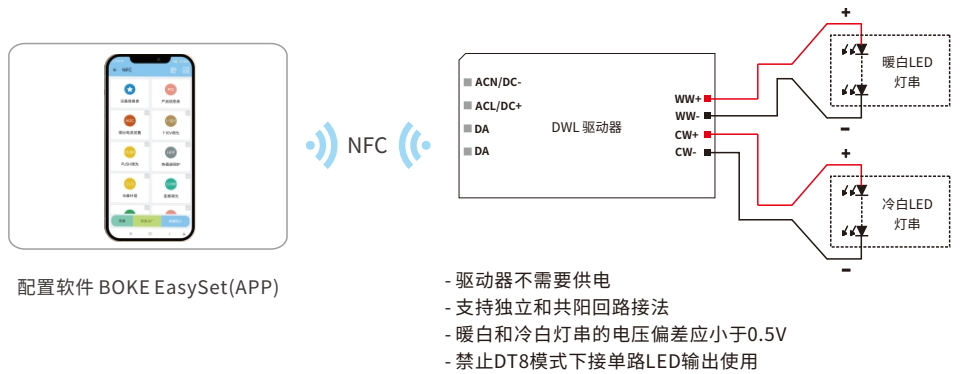 NFC
NFC
配置软件 BOKE EasySet(APP)
ACN/DC-
ACL/DC+
DA
DA
DWL 驱动器
WW+
WW-
CW+
CW-
+
暖白LED
灯串
-
+
冷白LED
灯串
-
- 驱动器不需要供电
- 支持独立和共阳回路接法
- 暖白和冷白灯串的电压偏差应小于0.5V
- 禁止DT8模式下接单路LED输出使用